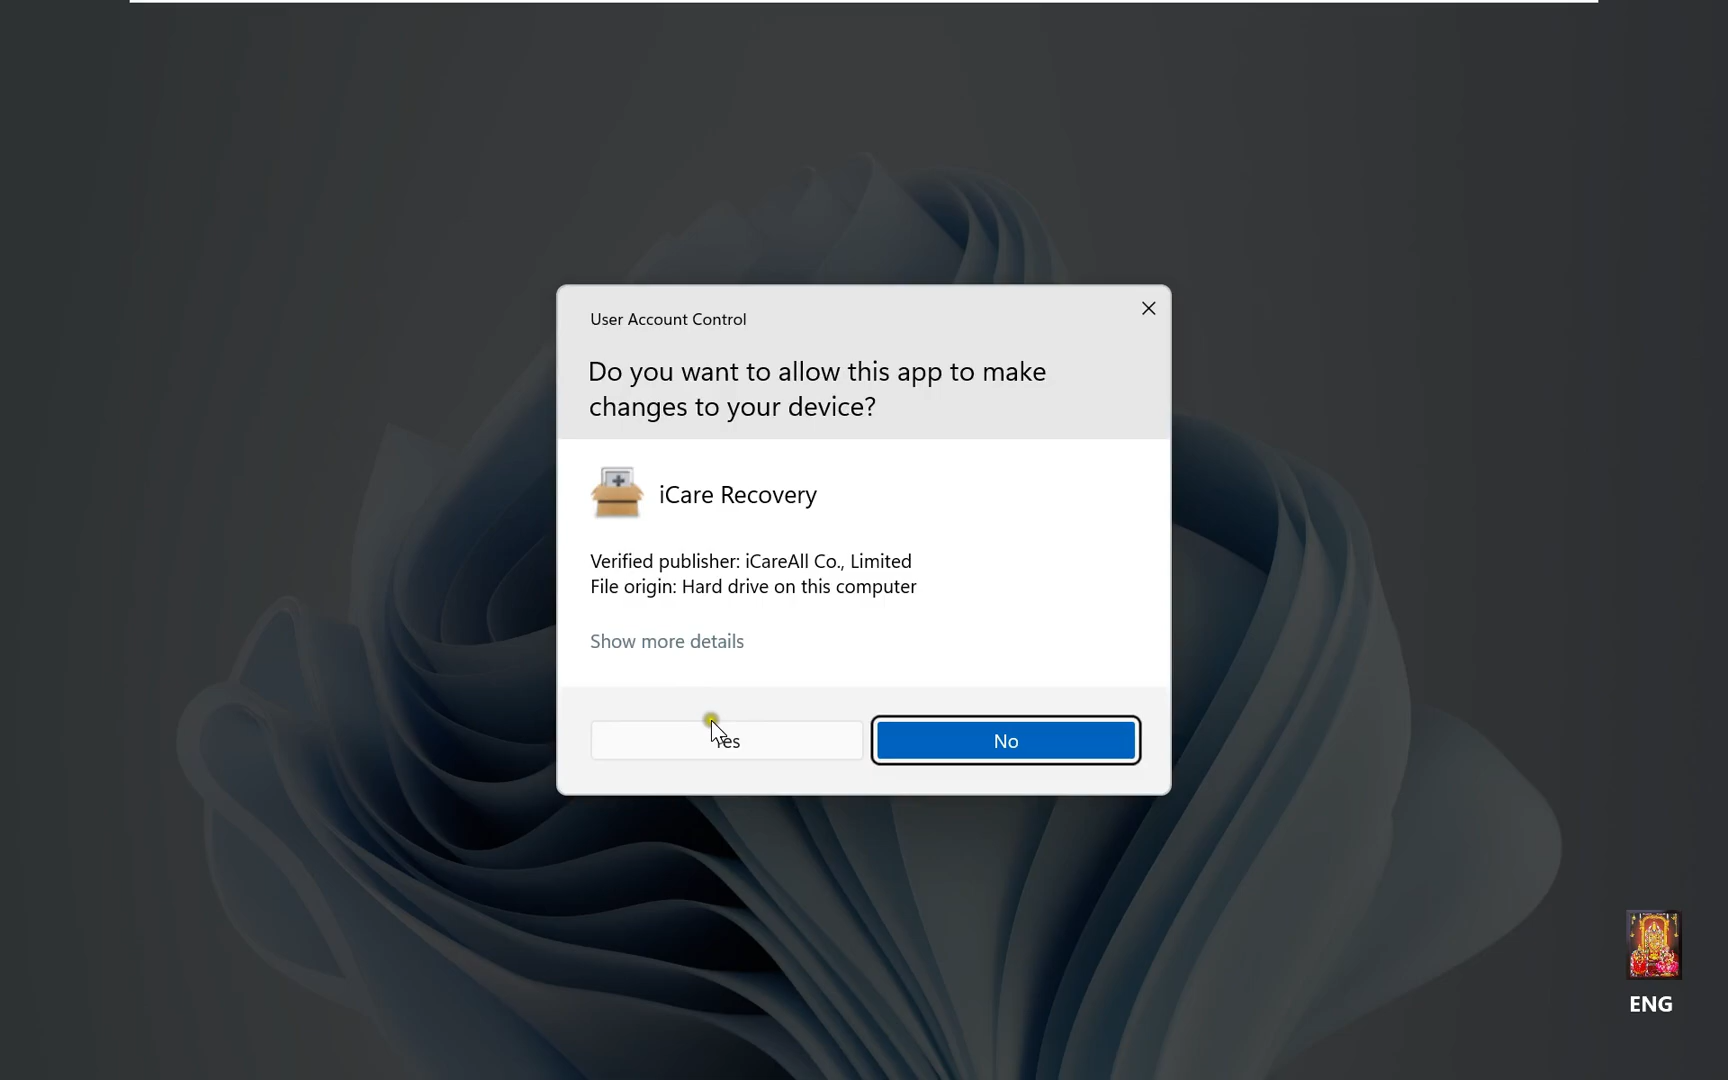 User Account Control
Do you want to allow this app to make
changes to your device?
iCare Recovery
Verified publisher: iCareAll Co., Limited
File origin: Hard drive on this computer
Show more details
Yes
No
ENG